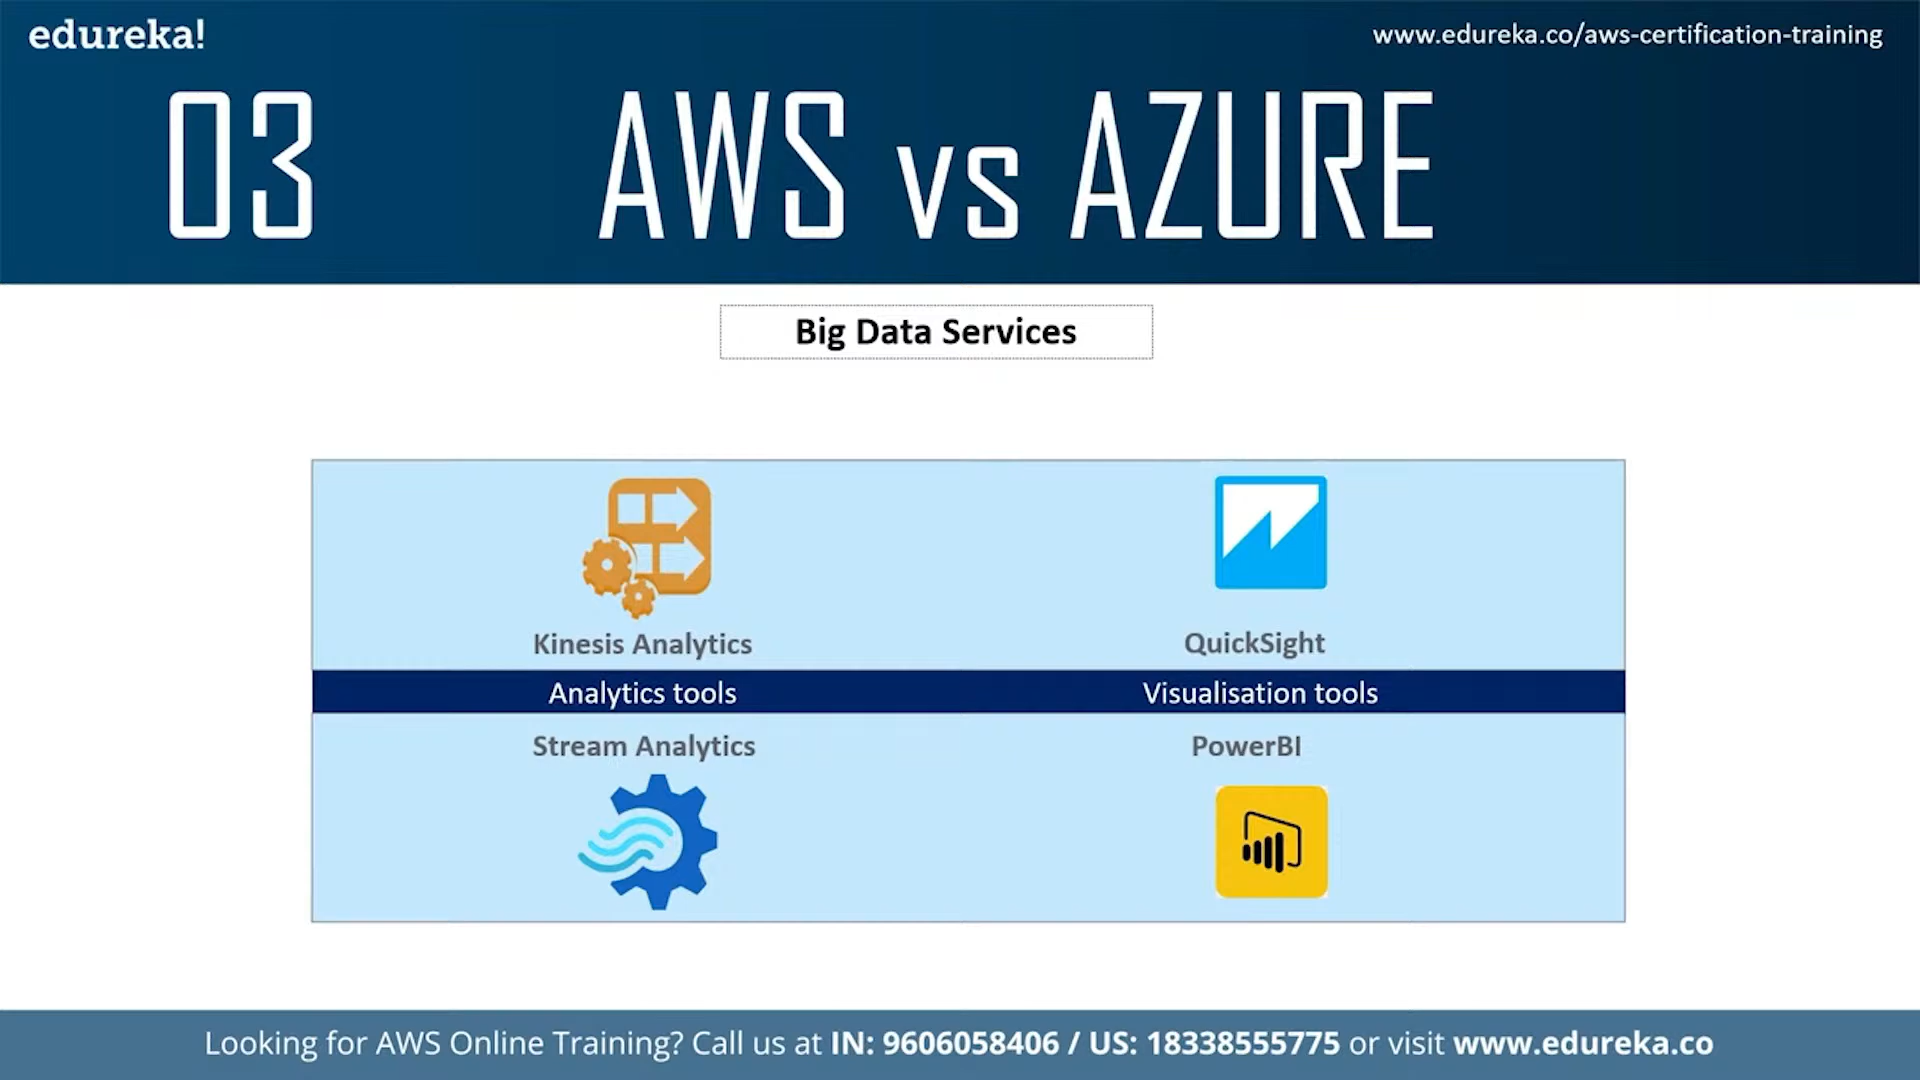 edureka!
www.edureka.co/aws-certification-training
03 AWS vs AZURE
Big Data Services
Kinesis Analytics
QuickSight
Analytics tools
Visualisation tools
Stream Analytics
PowerBI
Looking for AWS Online Training? Call us at IN: 9606058406 / US: 18338555775 or visit www.edureka.co